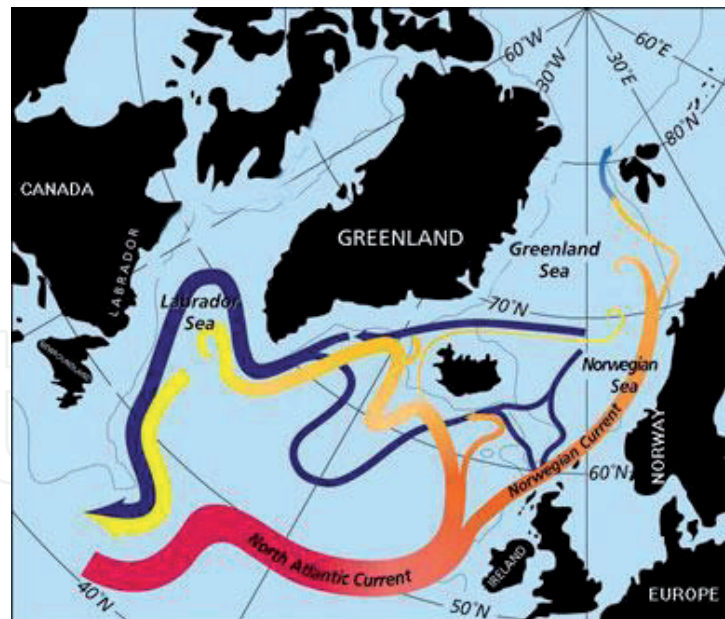 60°W
30°W
30°E
60°E
80°N
CANADA
LABRADOR
GREENLAND
Greenland
Sea
Labrador
Sea
70°N
NEWFOUNDLAND
Norwegian
Sea
NORWAY
Norwegian Current
60°N
North Atlantic Current
IRELAND
40°N
50°N
EUROPE